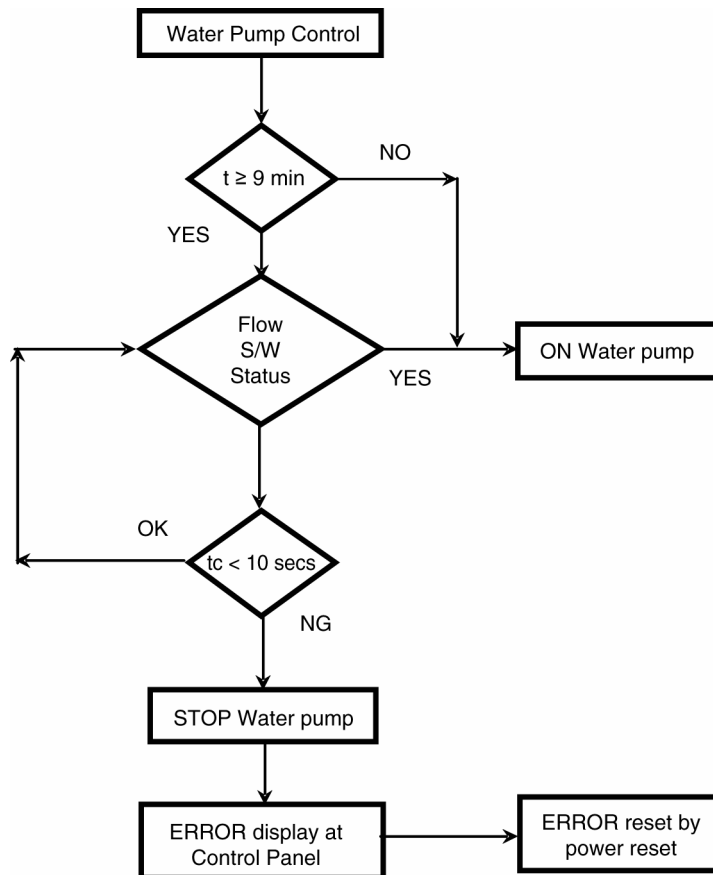 Water Pump Control
t ≥ 9 min
NO
YES
Flow
S/W
Status
YES
ON Water pump
OK
tc < 10 secs
NG
STOP Water pump
ERROR display at
Control Panel
ERROR reset by
power reset